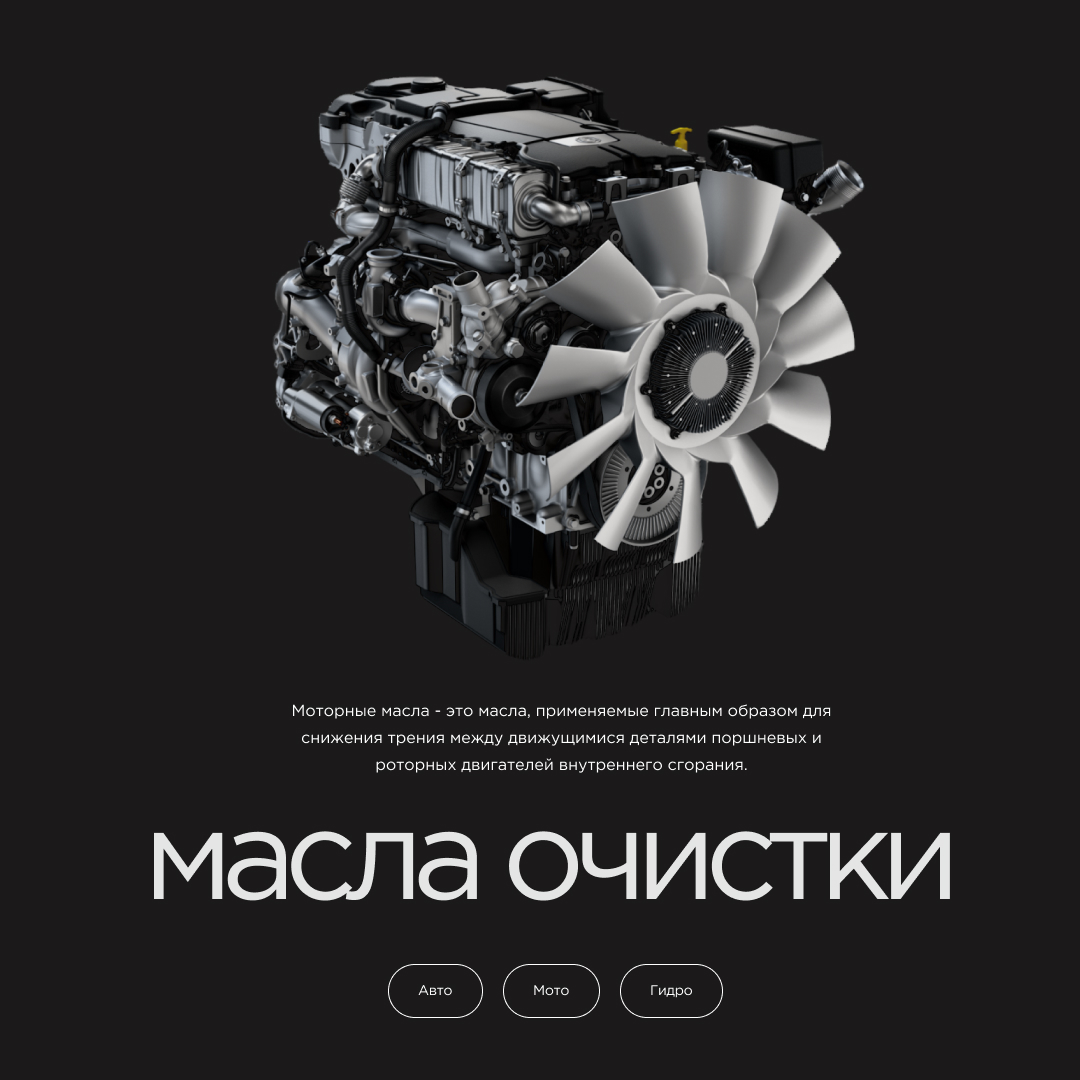 Моторные масла - это масла, применяемые главным образом для
снижения трения между движущимися деталями поршневых и
роторных двигателей внутреннего сгорания.
масла очистки
Авто Мото Гидро